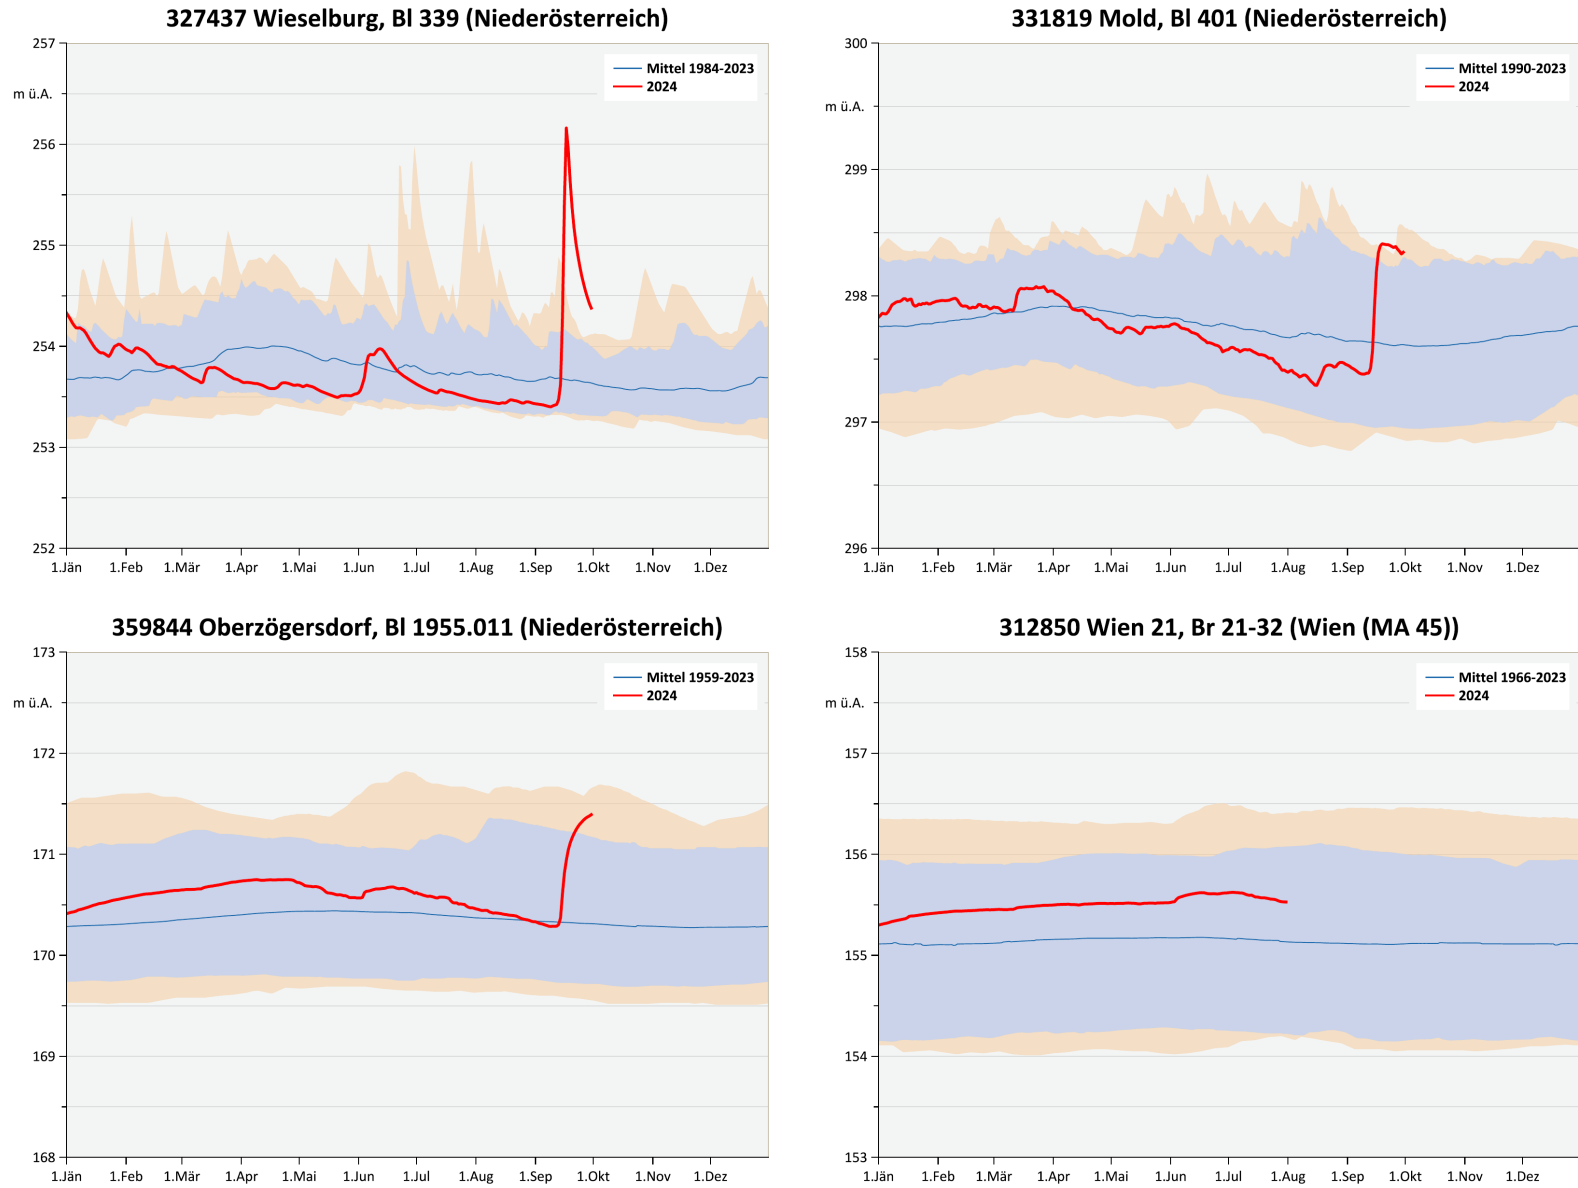 327437 Wieselburg, Bl 339 (Niederösterreich)
257
m ü.A.
256
255
254
253
252
Mittel 1984-2023
2024
1.Jän 1.Feb 1.Mär 1.Apr 1.Mai 1.Jun 1.Jul 1.Aug 1.Sep 1.Okt 1.Nov 1.Dez
331819 Mold, Bl 401 (Niederösterreich)
300
m ü.A.
299
298
297
296
Mittel 1990-2023
2024
1.Jän 1.Feb 1.Mär 1.Apr 1.Mai 1.Jun 1.Jul 1.Aug 1.Sep 1.Okt 1.Nov 1.Dez
359844 Oberzögersdorf, Bl 1955.011 (Niederösterreich)
173
m ü.A.
172
171
170
169
168
Mittel 1959-2023
2024
1.Jän 1.Feb 1.Mär 1.Apr 1.Mai 1.Jun 1.Jul 1.Aug 1.Sep 1.Okt 1.Nov 1.Dez
312850 Wien 21, Br 21-32 (Wien (MA 45))
158
m ü.A.
157
156
155
154
153
Mittel 1966-2023
2024
1.Jän 1.Feb 1.Mär 1.Apr 1.Mai 1.Jun 1.Jul 1.Aug 1.Sep 1.Okt 1.Nov 1.Dez